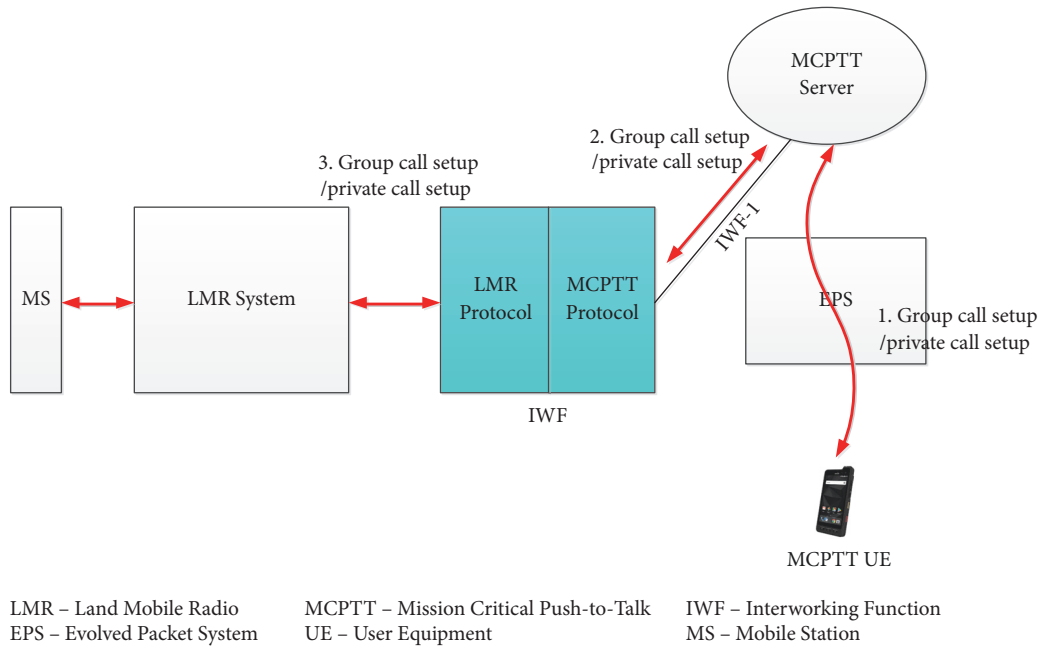 MCPTT
Server
2. Group call setup
/private call setup
3. Group call setup
/private call setup
IWF-1
MS
LMR System
LMR
Protocol
MCPTT
Protocol
EPS
1. Group call setup
/private call setup
IWF
MCPTT UE
LMR – Land Mobile Radio
MCPTT – Mission Critical Push-to-Talk
IWF – Interworking Function
EPS – Evolved Packet System
UE – User Equipment
MS – Mobile Station